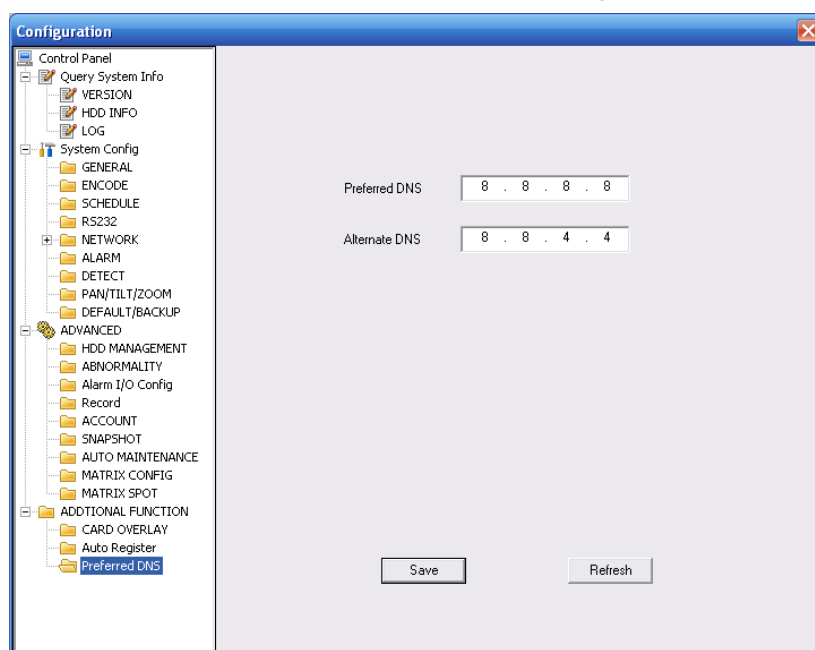 Configuration
Control Panel
Query System Info
VERSION
HDD INFO
LOG
System Config
GENERAL
ENCODE
SCHEDULE
RS232
NETWORK
ALARM
DETECT
PAN/TILT/ZOOM
DEFAULT/BACKUP
ADVANCED
HDD MANAGEMENT
ABNORMALITY
Alarm I/O Config
Record
ACCOUNT
SNAPSHOT
AUTO MAINTENANCE
MATRIX CONFIG
MATRIX SPOT
ADDTIONAL FUNCTION
CARD OVERLAY
Auto Register
Preferred DNS
Preferred DNS 8 . 8 . 8 . 8
Alternate DNS 8 . 8 . 4 . 4
Save Refresh